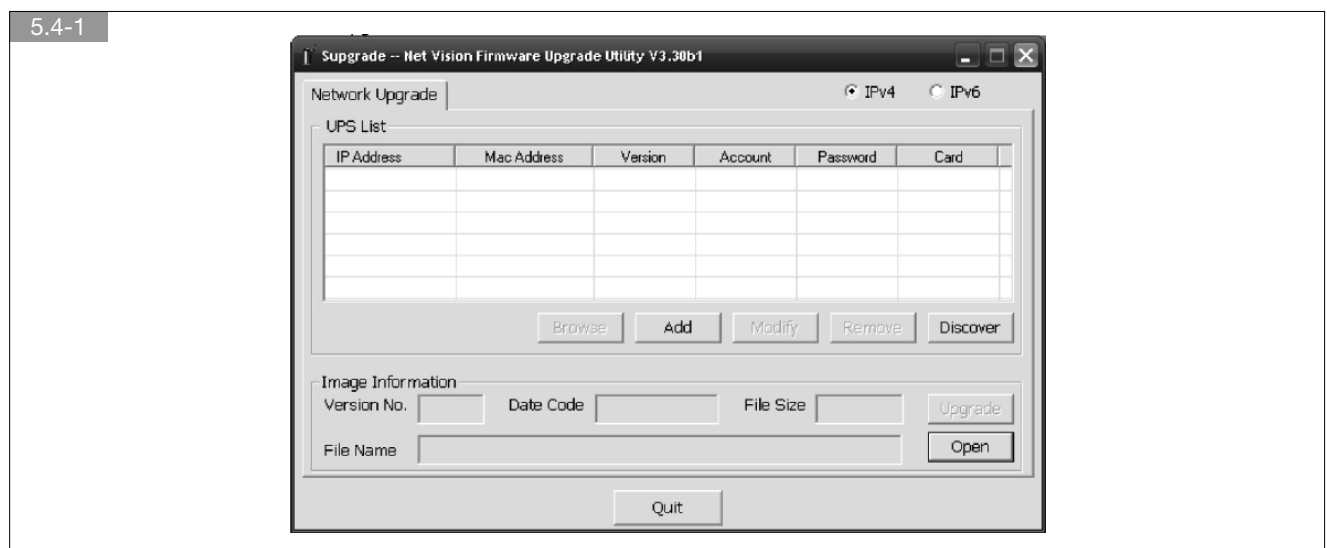 5.4-1
Supgrade -- Net Vision Firmware Upgrade Utility V3.30b1
Network Upgrade IPv4 IPv6
UPS List
IP Address Mac Address Version Account Password Card
Browse Add Modify Remove Discover
Image Information
Version No. Date Code File Size Upgrade
File Name Open
Quit